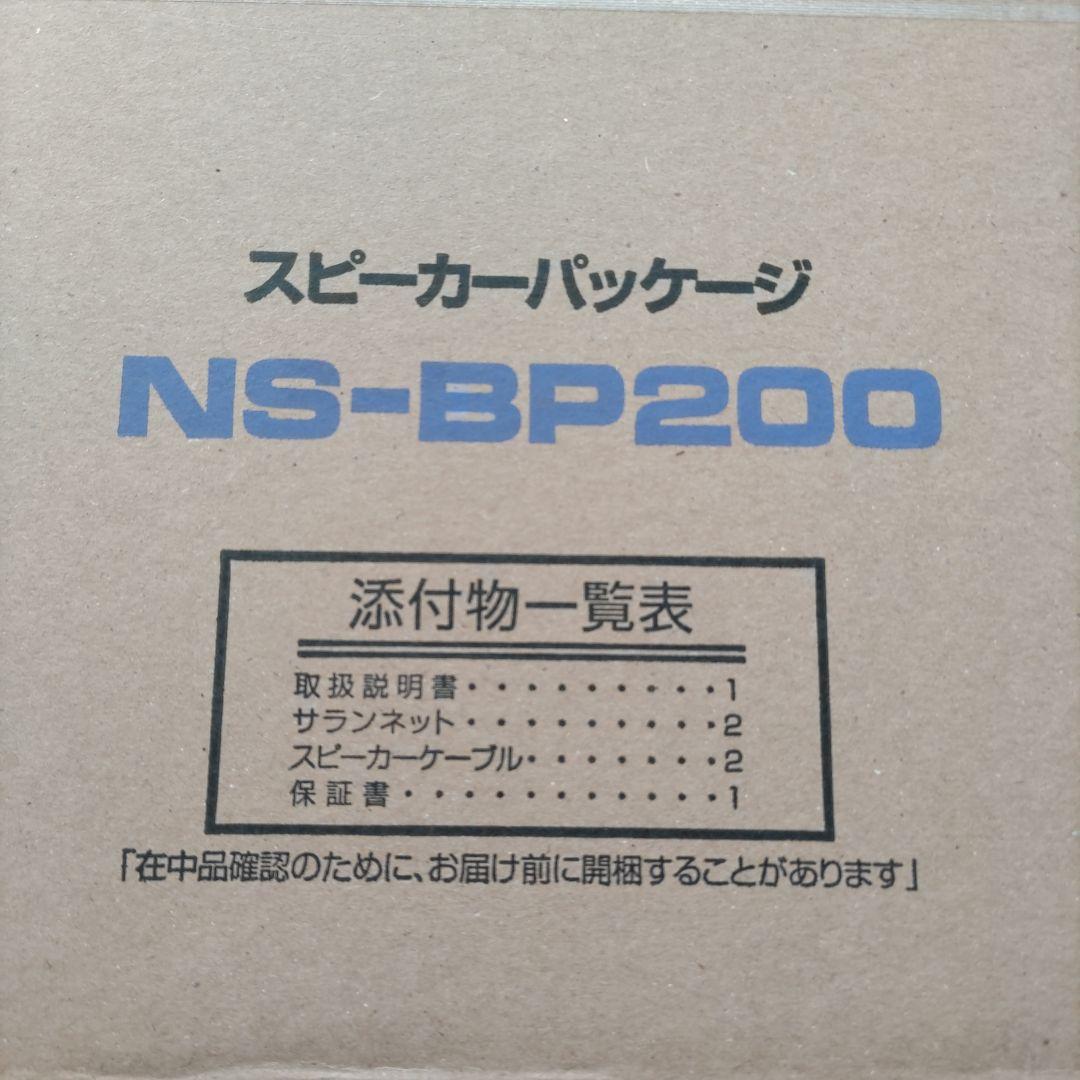 スピーカーパッケージ
NS-BP200
添付物一覧表
取扱説明書・・・・・・・・・1
サランネット・・・・・・・・・2
スピーカーケーブル・・・・・・・2
保証書・・・・・・・・・・・1
「在中品確認のために、お届け前に開梱することがあります」